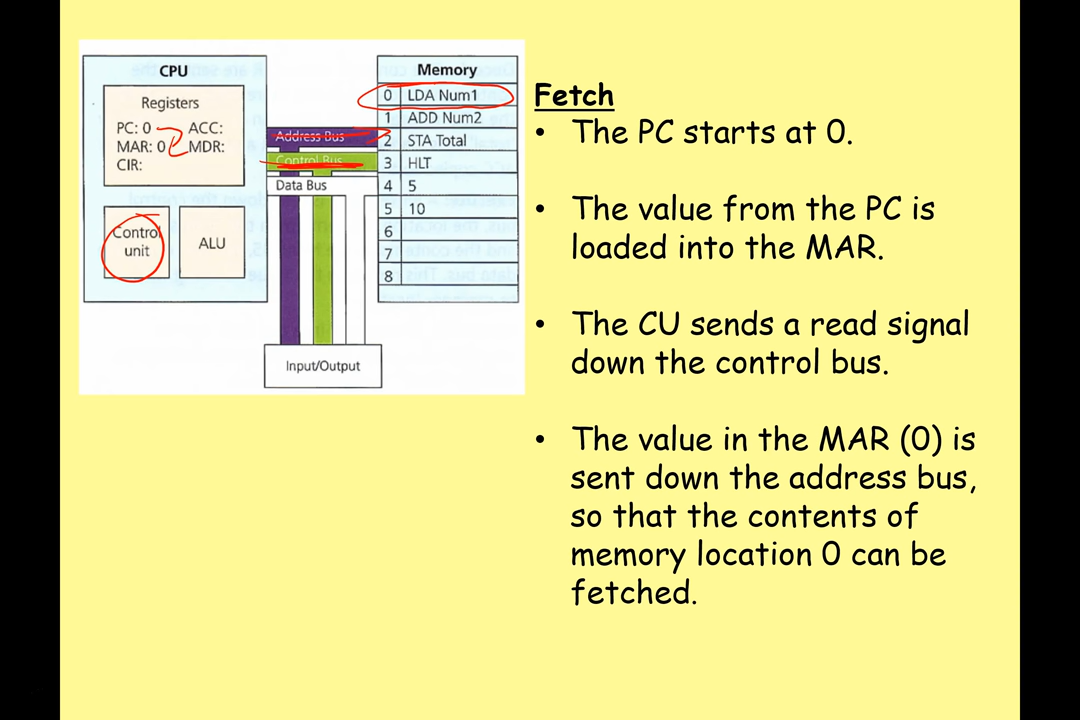 CPU
Registers
PC: 0 ACC:
MAR: 0 MDR:
CIR:
Control
unit
ALU
Address Bus
Control Bus
Data Bus
Input/Output
Memory
0 LDA Num1
1 ADD Num2
2 STA Total
3 HLT
4 5
5 10
6
7
8
Fetch
• The PC starts at 0.
• The value from the PC is
loaded into the MAR.
• The CU sends a read signal
down the control bus.
• The value in the MAR (0) is
sent down the address bus,
so that the contents of
memory location 0 can be
fetched.